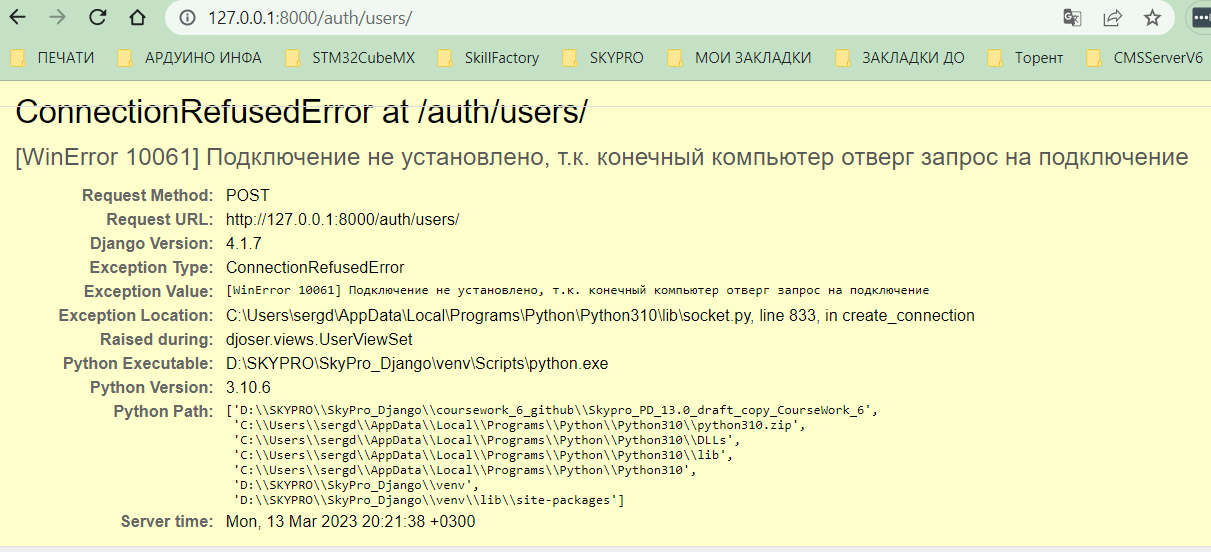 127.0.0.1:8000/auth/users/
ПЕЧАТИ АРДУИНО ИНФА STM32CubeMX SkillFactory SKYPRO МОИ ЗАКЛАДКИ ЗАКЛАДКИ ДО Торент CMSServerV6
ConnectionRefusedError at /auth/users/
[WinError 10061] Подключение не установлено, т.к. конечный компьютер отверг запрос на подключение
Request Method: POST
Request URL: http://127.0.0.1:8000/auth/users/
Django Version: 4.1.7
Exception Type: ConnectionRefusedError
Exception Value: [WinError 10061] Подключение не установлено, т.к. конечный компьютер отверг запрос на подключение
Exception Location: C:\Users\sergd\AppData\Local\Programs\Python\Python310\lib\socket.py, line 833, in create_connection
Raised during: djoser.views.UserViewSet
Python Executable: D:\SKYPRO\SkyPro_Django\venv\Scripts\python.exe
Python Version: 3.10.6
Python Path: ['D:\\SKYPRO\\SkyPro_Django\\coursework_6_github\\Skypro_PD_13.0_draft_copy_CourseWork_6',
'C:\\Users\\sergd\\AppData\\Local\\Programs\\Python\\Python310\\python310.zip',
'C:\\Users\\sergd\\AppData\\Local\\Programs\\Python\\Python310\\DLLs',
'C:\\Users\\sergd\\AppData\\Local\\Programs\\Python\\Python310\\lib',
'C:\\Users\\sergd\\AppData\\Local\\Programs\\Python\\Python310',
'D:\\SKYPRO\\SkyPro_Django\\venv',
'D:\\SKYPRO\\SkyPro_Django\\venv\\lib\\site-packages']
Server time: Mon, 13 Mar 2023 20:21:38 +0300